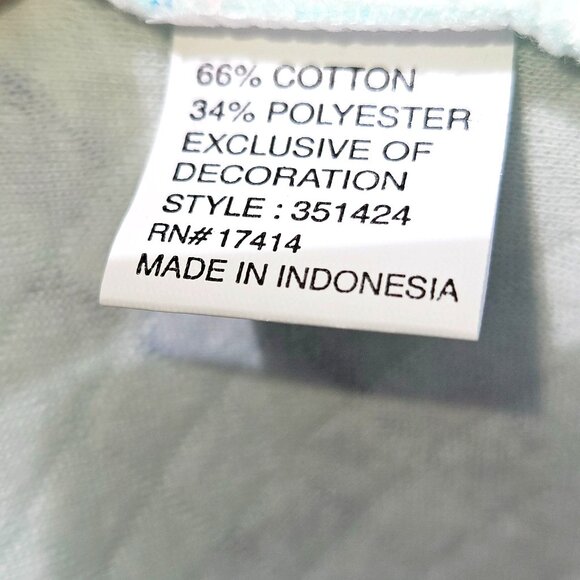 66% COTTON
34% POLYESTER
EXCLUSIVE OF
DECORATION
STYLE : 351424
RN# 17414
MADE IN INDONESIA